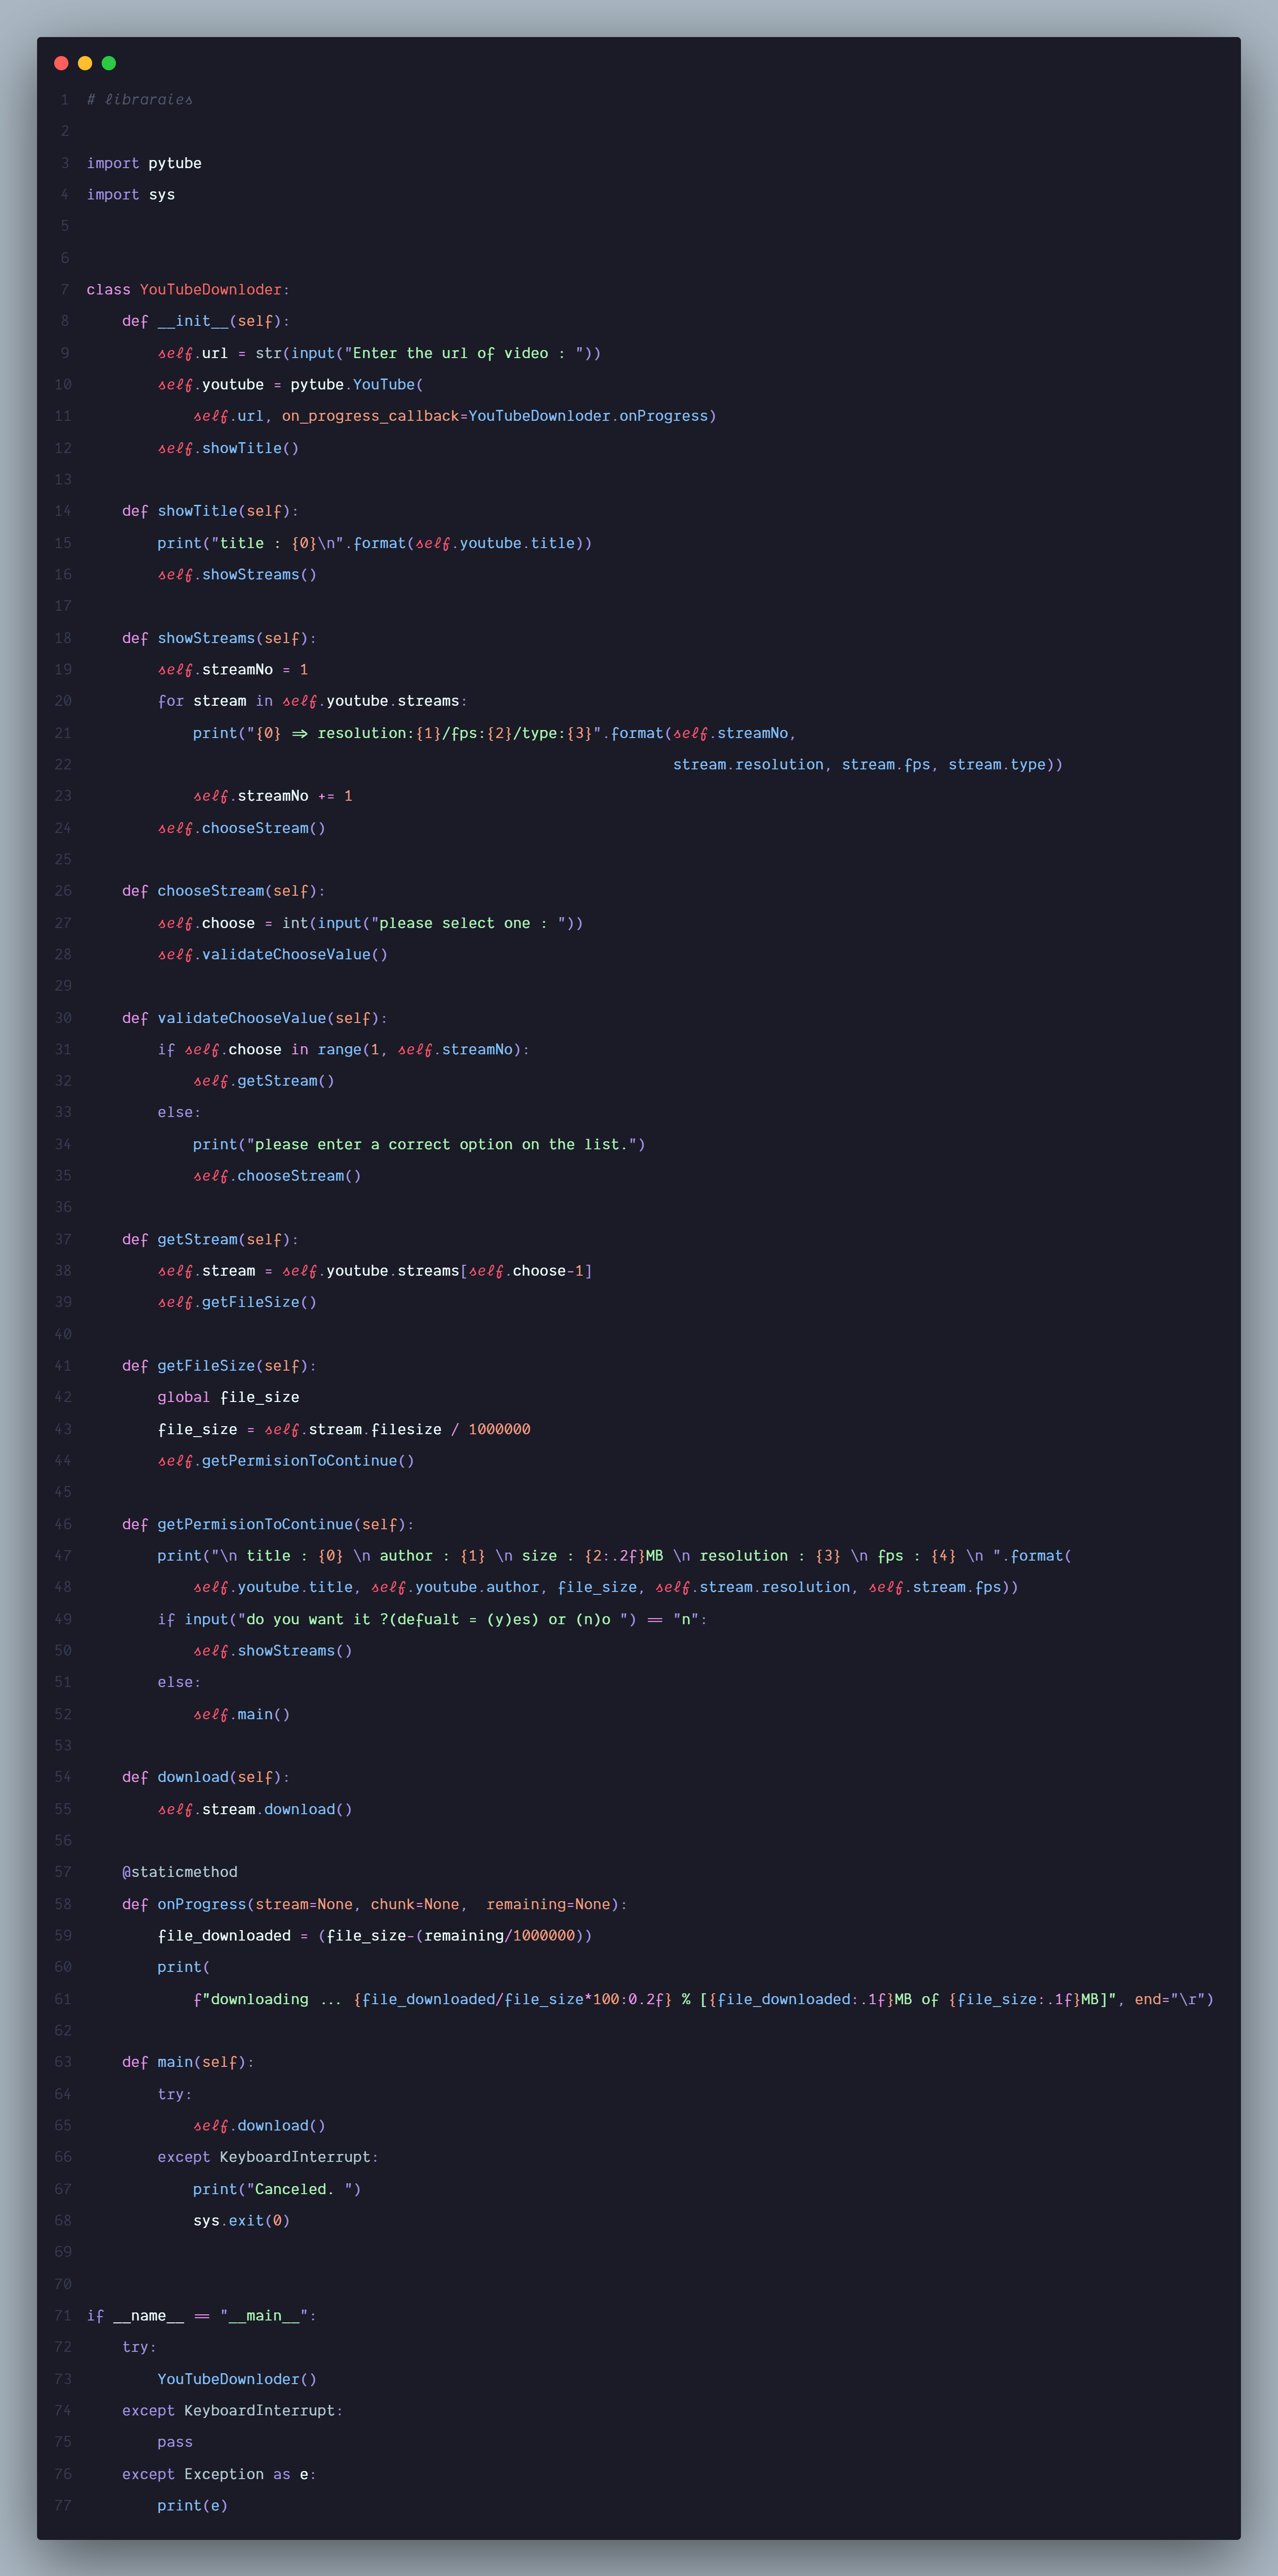 1 # libraraies
2
3 import pytube
4 import sys
5
6
7 class YouTubeDownloder:
8     def __init__(self):
9         self.url = str(input("Enter the url of video : "))
10         self.youtube = pytube.YouTube(
11             self.url, on_progress_callback=YouTubeDownloder.onProgress)
12         self.showTitle()
13
14     def showTitle(self):
15         print("title : {0}\n".format(self.youtube.title))
16         self.showStreams()
17
18     def showStreams(self):
19         self.streamNo = 1
20         for stream in self.youtube.streams:
21             print("{0} => resolution:{1}/fps:{2}/type:{3}".format(self.streamNo,
22                                                                   stream.resolution, stream.fps, stream.type))
23             self.streamNo += 1
24         self.chooseStream()
25
26     def chooseStream(self):
27         self.choose = int(input("please select one : "))
28         self.validateChooseValue()
29
30     def validateChooseValue(self):
31         if self.choose in range(1, self.streamNo):
32             self.getStream()
33         else:
34             print("please enter a correct option on the list.")
35             self.chooseStream()
36
37     def getStream(self):
38         self.stream = self.youtube.streams[self.choose-1]
39         self.getFileSize()
40
41     def getFileSize(self):
42         global file_size
43         file_size = self.stream.filesize / 1000000
44         self.getPermisionToContinue()
45
46     def getPermisionToContinue(self):
47         print("\n title : {0} \n author : {1} \n size : {2:.2f}MB \n resolution : {3} \n fps : {4} \n ".format(
48             self.youtube.title, self.youtube.author, file_size, self.stream.resolution, self.stream.fps))
49         if input("do you want it ?(defualt = (y)es) or (n)o ") == "n":
50             self.showStreams()
51         else:
52             self.main()
53
54     def download(self):
55         self.stream.download()
56
57     @staticmethod
58     def onProgress(stream=None, chunk=None,  remaining=None):
59         file_downloaded = (file_size-(remaining/1000000))
60         print(
61             f"downloading ... {file_downloaded/file_size*100:0.2f} % [{file_downloaded:.1f}MB of {file_size:.1f}MB]", end="\r")
62
63     def main(self):
64         try:
65             self.download()
66         except KeyboardInterrupt:
67             print("Canceled. ")
68             sys.exit(0)
69
70
71 if __name__ == "__main__":
72     try:
73         YouTubeDownloder()
74     except KeyboardInterrupt:
75         pass
76     except Exception as e:
77         print(e)